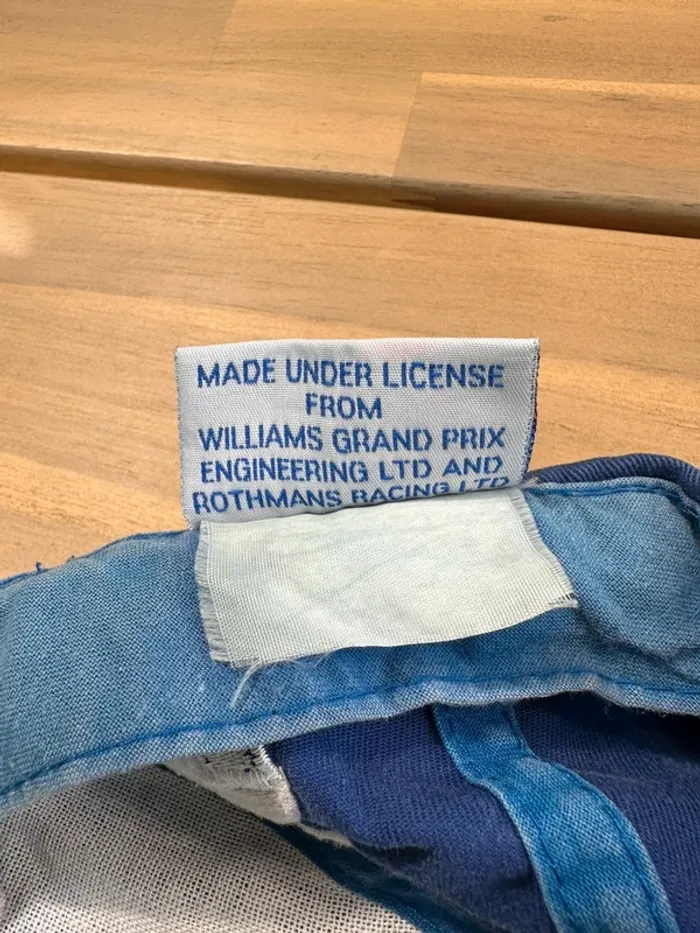 MADE UNDER LICENSE
FROM
WILLIAMS GRAND PRIX
ENGINEERING LTD AND
ROTHMANS RACING LTD